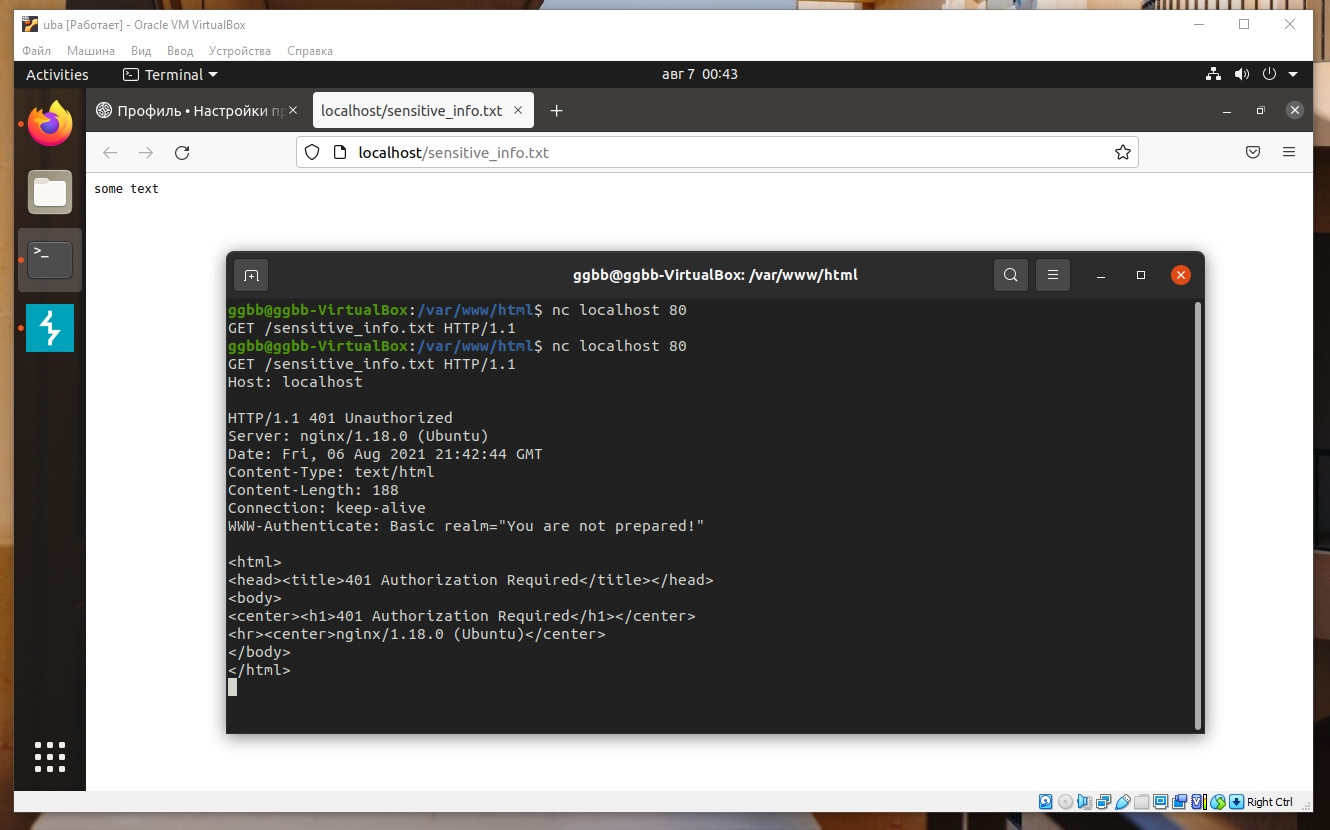 uba [Работает] - Oracle VM VirtualBox
Файл Машина Вид Ввод Устройства Справка
Activities Terminal авг 7 00:43
Профиль • Настройки п
localhost/sensitive_info.txt
localhost/sensitive_info.txt
some text
ggbb@ggbb-VirtualBox: /var/www/html
ggbb@ggbb-VirtualBox:/var/www/html$ nc localhost 80
GET /sensitive_info.txt HTTP/1.1
ggbb@ggbb-VirtualBox:/var/www/html$ nc localhost 80
GET /sensitive_info.txt HTTP/1.1
Host: localhost
HTTP/1.1 401 Unauthorized
Server: nginx/1.18.0 (Ubuntu)
Date: Fri, 06 Aug 2021 21:42:44 GMT
Content-Type: text/html
Content-Length: 188
Connection: keep-alive
WWW-Authenticate: Basic realm="You are not prepared!"
<html>
<head><title>401 Authorization Required</title></head>
<body>
<center><h1>401 Authorization Required</h1></center>
<hr><center>nginx/1.18.0 (Ubuntu)</center>
</body>
</html>
Right Ctrl